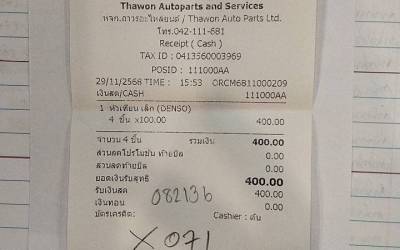 Thawon Autoparts and Services
หจก.ถาวรอะไหล่ยนต์ / Thawon Auto Parts Ltd.
โทร.042-111-681
Receipt ( Cash )
TAX ID : 0413560003969
POSID : 111000AA
29/11/2568 TIME : 15:53 ORCM6811000209
เงินสด/CASH 111000AA
1 หัวเทียน เล็ก (DENSO)
4 ชิ้น x100.00 400.00
จำนวน 4 ชิ้น รวมเงิน 400.00
ส่วนลดโปรโมชั่น ท้ายบิล 0.00
ส่วนลดท้ายบิล 0.00
ยอดเงินรับสุทธิ 400.00
รับเงินสด 400.00
เงินทอน 0.00
082136
บัตรเครดิต: Cashier : ต้น
X 071